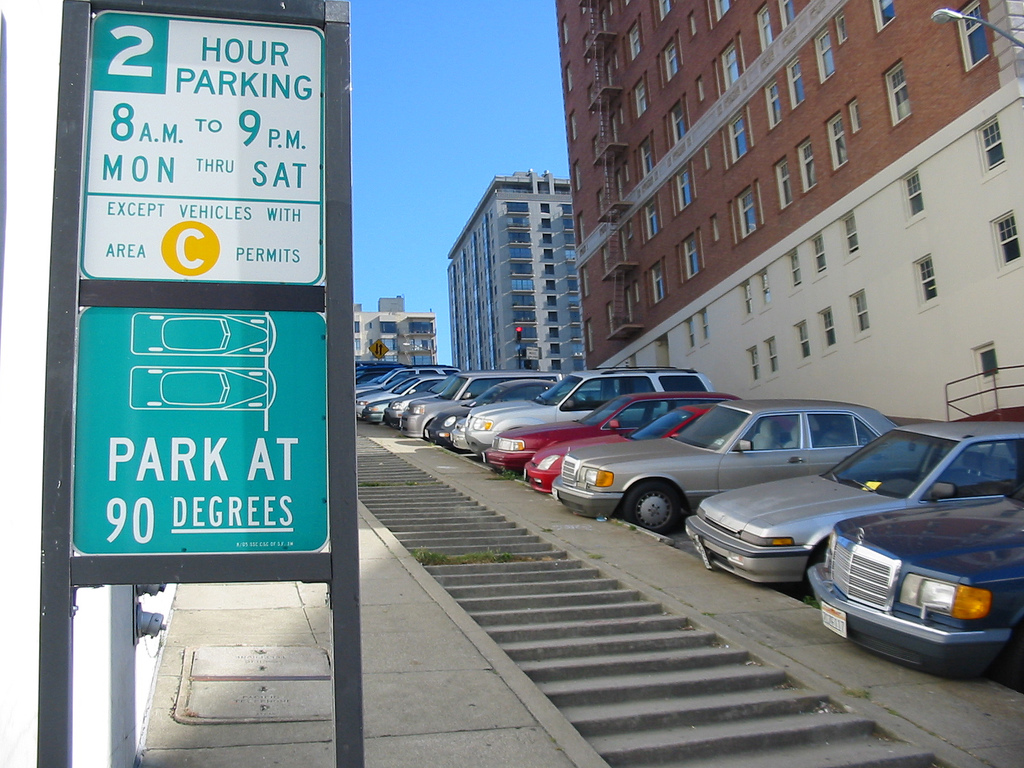 2 HOUR
PARKING
8 A.M. TO 9 P.M.
MON THRU SAT
EXCEPT VEHICLES WITH
AREA C PERMITS
PARK AT
90 DEGREES